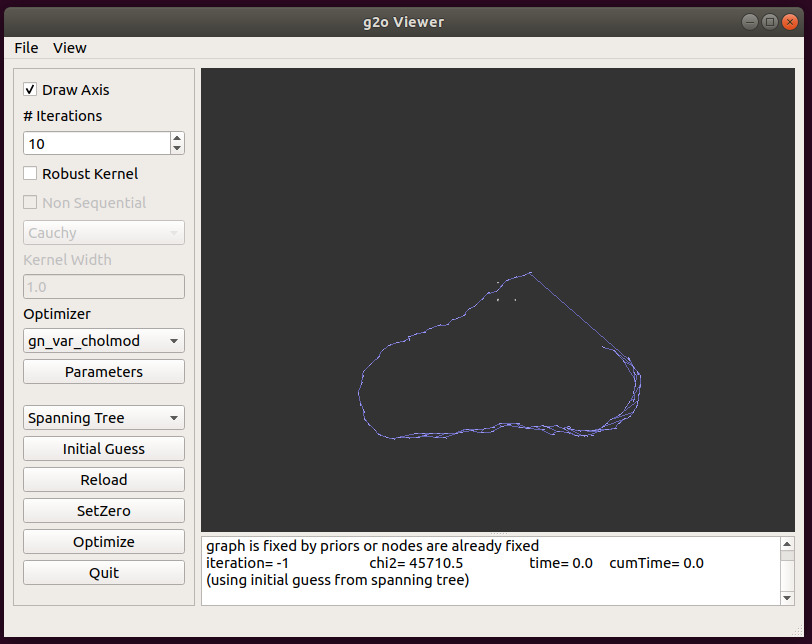 g2o Viewer
File View
Draw Axis
# Iterations
10
Robust Kernel
Non Sequential
Cauchy
Kernel Width
1.0
Optimizer
gn_var_cholmod
Parameters
Spanning Tree
Initial Guess
Reload
SetZero
Optimize
Quit
graph is fixed by priors or nodes are already fixed
iteration= -1 chi2= 45710.5 time= 0.0 cumTime= 0.0
(using initial guess from spanning tree)